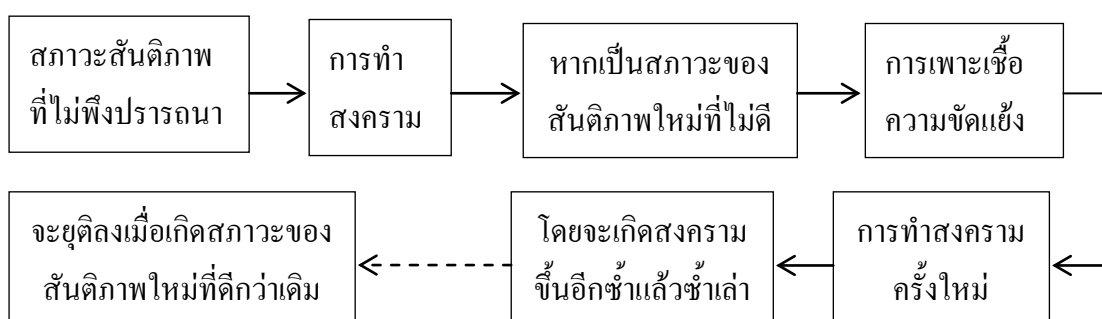 สภาวะสันติภาพ
ที่ไม่พึงปรารถนา
การทำ
สงคราม
หากเป็นสภาวะของ
สันติภาพใหม่ที่ไม่ดี
การเพาะเชื้อ
ความขัดแย้ง
การทำสงคราม
ครั้งใหม่
โดยจะเกิดสงคราม
ขึ้นอีกซ้ำแล้วซ้ำเล่า
จะยุติลงเมื่อเกิดสภาวะของ
สันติภาพใหม่ที่ดีกว่าเดิม